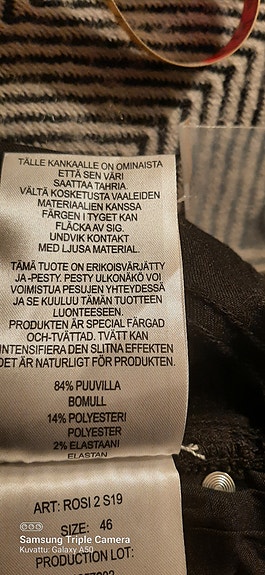 TÄLLE KANKAALLE ON OMINAISTA
ETTÄ SEN VÄRI
SAATTAA TAHRIA.
VÄLTÄ KOSKETUSTA VAALEIDEN
MATERIAALIEN KANSSA
FÄRGEN I TYGET KAN
FLÄCKA AV SIG.
UNDVIK KONTAKT
MED LJUSA MATERIAL.
TÄMÄ TUOTE ON ERIKOISVÄRJÄTTY
JA -PESTY. PESTY ULKONÄKÖ VOI
VOIMISTUA PESUJEN YHTEYDESSÄ
JA SE KUULUU TÄMÄN TUOTTEEN
LUONTEESEEN.
PRODUKTEN ÄR SPECIAL FÄRGAD
OCH-TVÄTTAD. TVÄTT KAN
INTENSIFIERA DEN SLITNA EFFEKTEN
DET ÄR NATURLIGT FÖR PRODUKTEN.
84% PUUVILLA
BOMULL
14% POLYESTERI
POLYESTER
2% ELASTAANI
ELASTAN
ART: ROSI 2 S19
SIZE: 46
PRODUCTION LOT:
Samsung Triple Camera
Kuvattu: Galaxy A50